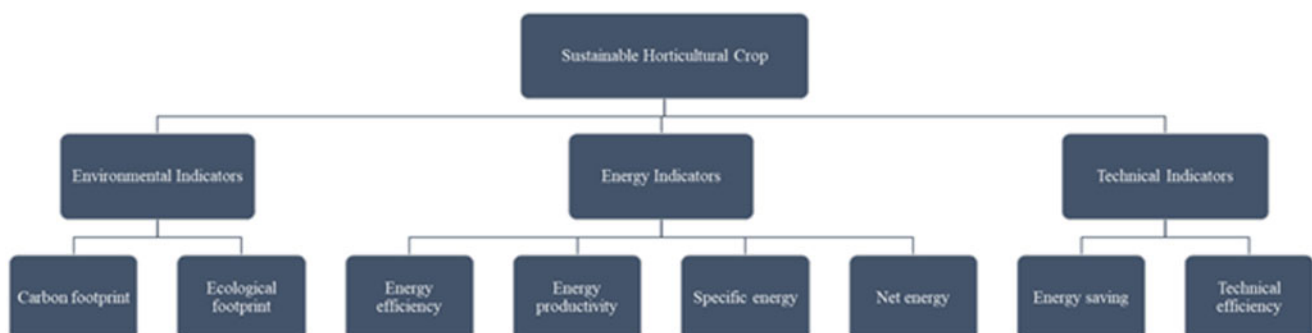 Sustainable Horticultural Crop
Environmental Indicators
Energy Indicators
Technical Indicators
Carbon footprint
Ecological
footprint
Energy
efficiency
Energy
productivity
Specific energy
Net energy
Energy saving
Technical
efficiency